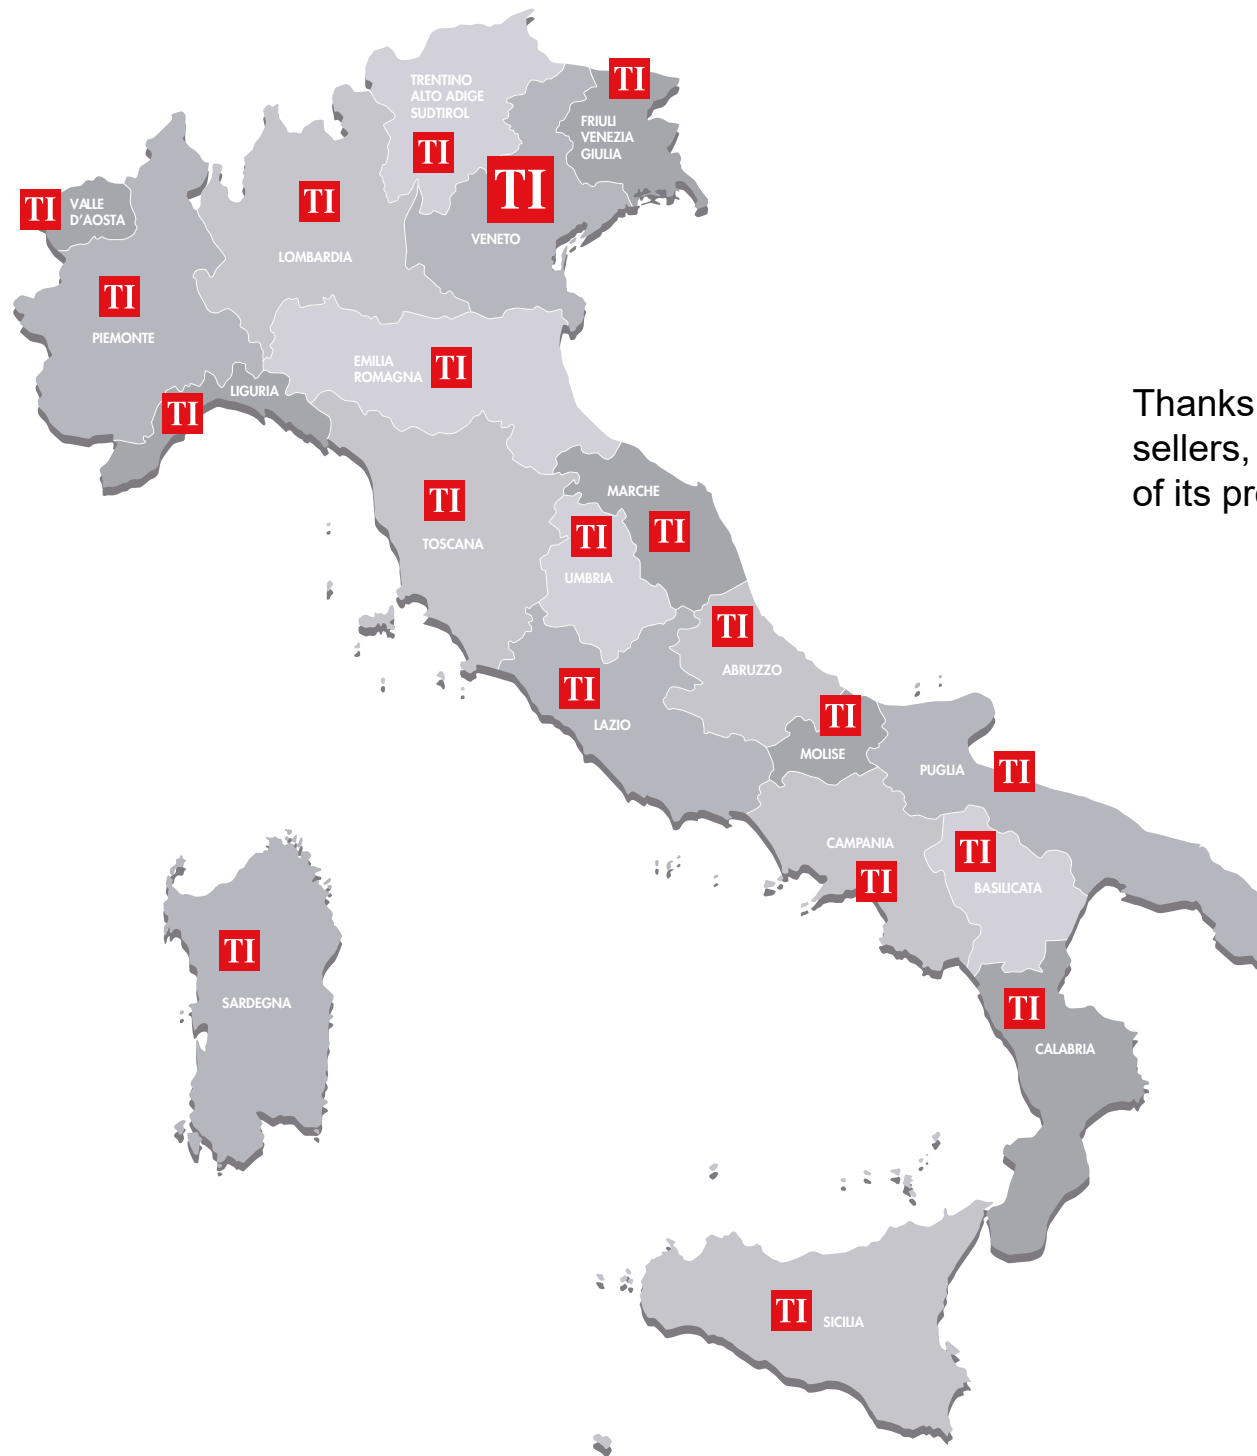 TI
TRENTINO
ALTO ADIGE
SUDTIROL
TI
FRIULI
VENEZIA
GIULIA
TI
VENETO
TI
VALLE
D'AOSTA
TI
LOMBARDIA
TI
PIEMONTE
EMILIA
ROMAGNA
TI
LIGURIA
TI
Thanks
sellers,
of its pr
TI
TOSCANA
MARCHE
TI
TI
UMBRIA
TI
ABRUZZO
TI
LAZIO
TI
MOLISE
PUGLIA
TI
CAMPANIA
TI
TI
BASILICATA
TI
SARDEGNA
TI
CALABRIA
TI
SICILIA